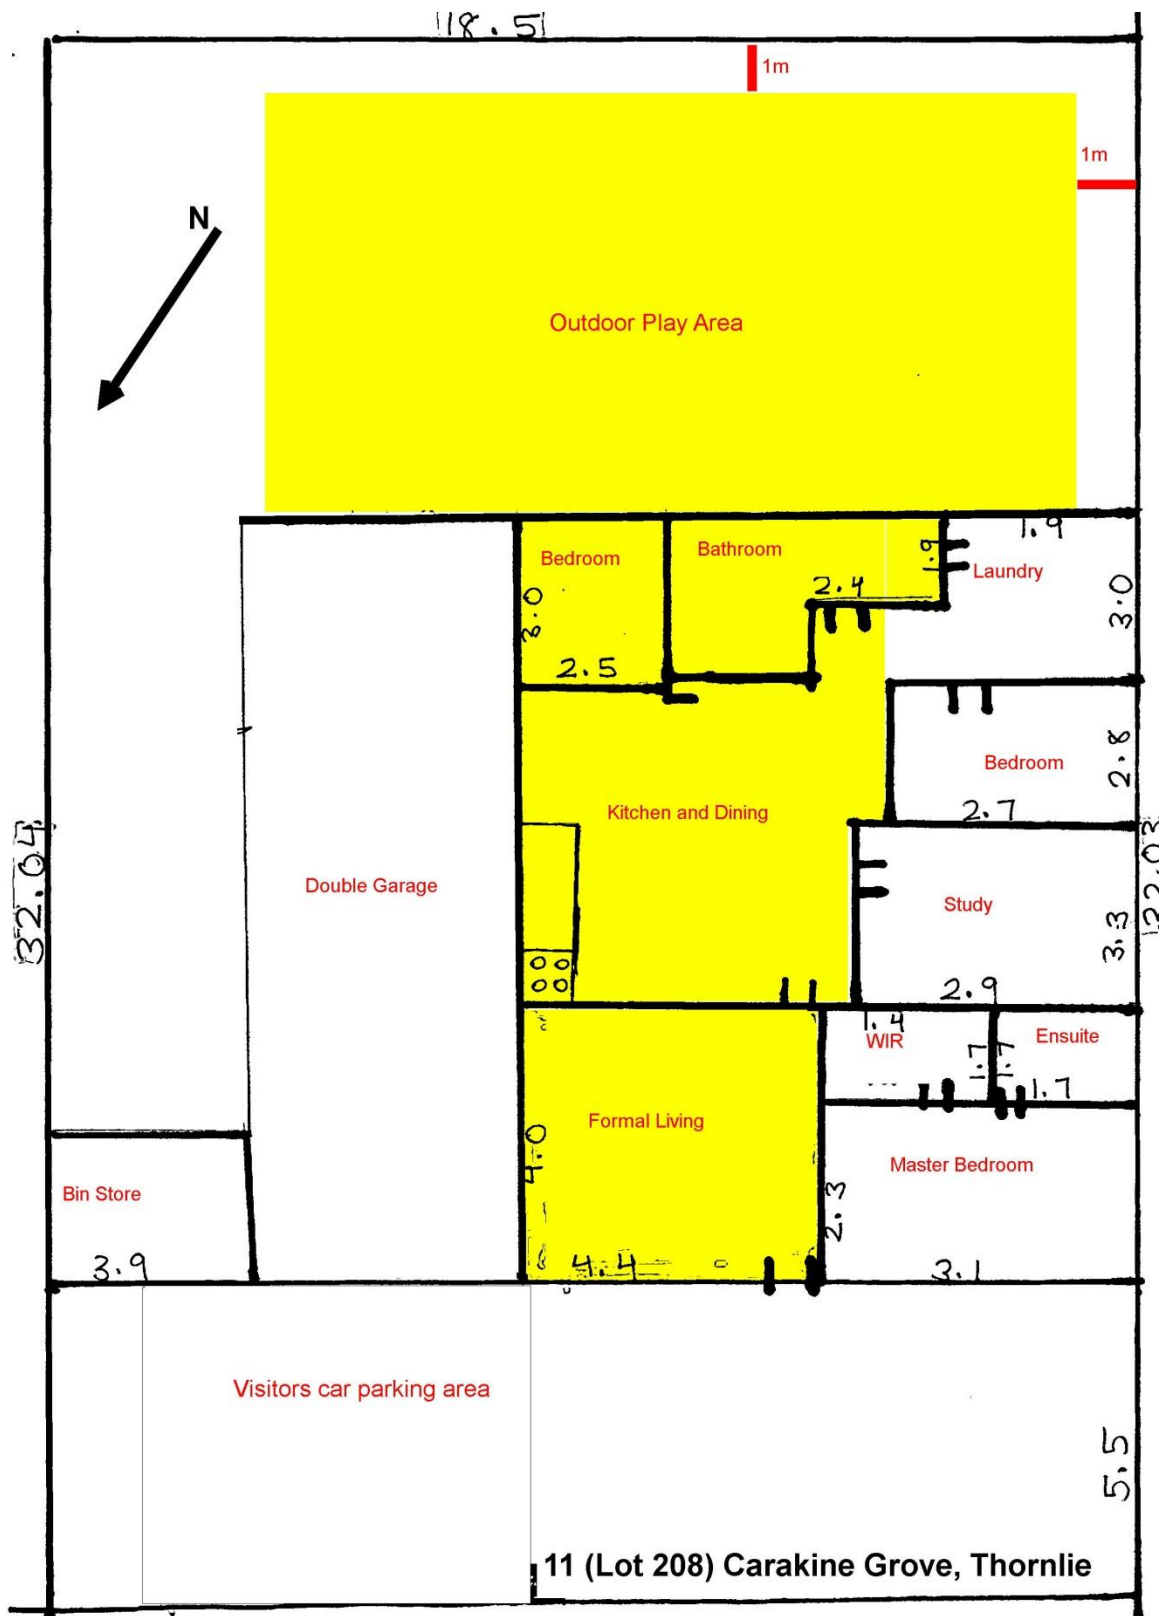 18.5
1m
1m
N
Outdoor Play Area
1.9
Bedroom
Bathroom
1.9
Laundry
2.4
3.0
3.0
2.5
2.8
Bedroom
2.7
Kitchen and Dining
32.04
32.03
Double Garage
Study
3.3
2.9
1.4
WIR
1.7
1.7
Ensuite
1.7
Formal Living
4.0
Master Bedroom
Bin Store
2.3
3.9
4.4
3.1
Visitors car parking area
5.5
11 (Lot 208) Carakine Grove, Thornlie